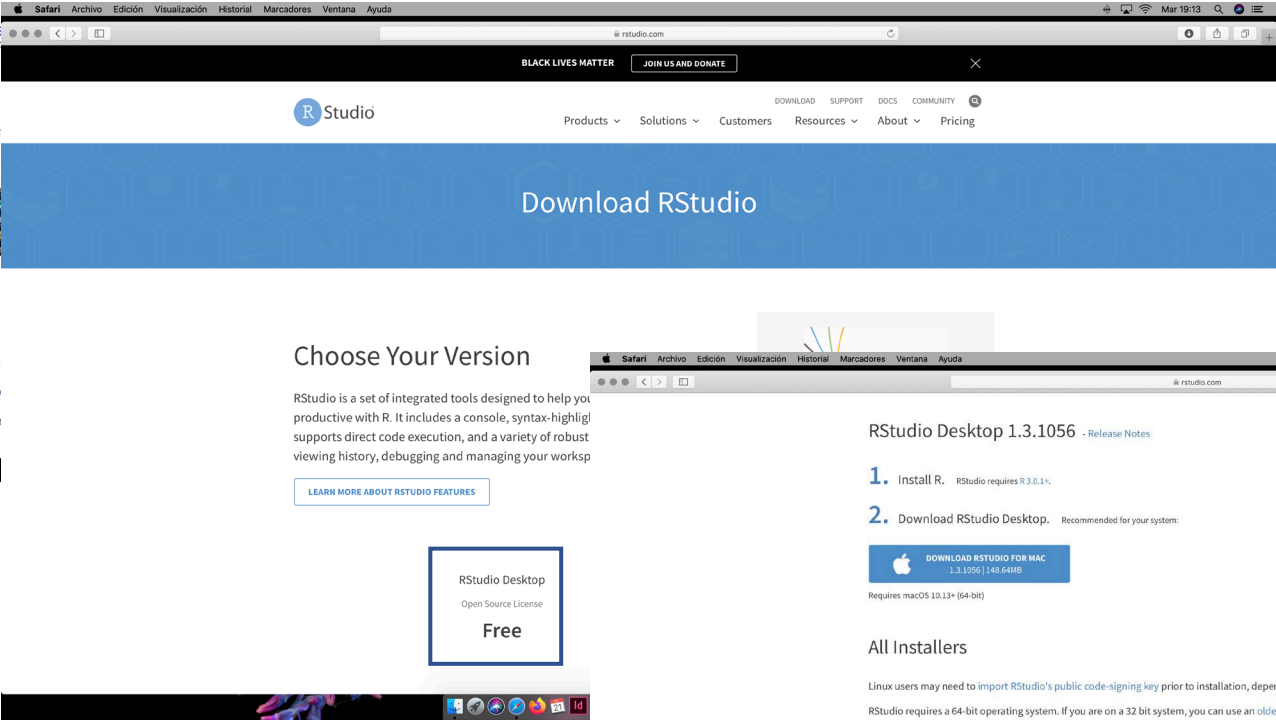 Safari Archivo Edición Visualización Historial Marcadores Ventana Ayuda
Mar 19:13
rstudio.com
BLACK LIVES MATTER JOIN US AND DONATE
DOWNLOAD SUPPORT DOCS COMMUNITY
R Studio
Products Solutions Customers Resources About Pricing
Download RStudio
Choose Your Version
RStudio is a set of integrated tools designed to help you
productive with R. It includes a console, syntax-highlig
supports direct code execution, and a variety of robust
viewing history, debugging and managing your worksp
LEARN MORE ABOUT RSTUDIO FEATURES
RStudio Desktop
Open Source License
Free
21
Id
Safari Archivo Edición Visualización Historial Marcadores Ventana Ayuda
rstudio.com
RStudio Desktop 1.3.1056 - Release Notes
1. Install R. RStudio requires R 3.0.1+.
2. Download RStudio Desktop. Recommended for your system:
DOWNLOAD RSTUDIO FOR MAC
1.3.1056 | 148.64MB
Requires macOS 10.13+ (64-bit)
All Installers
Linux users may need to import RStudio's public code-signing key prior to installation, deper
RStudio requires a 64-bit operating system. If you are on a 32 bit system, you can use an olde